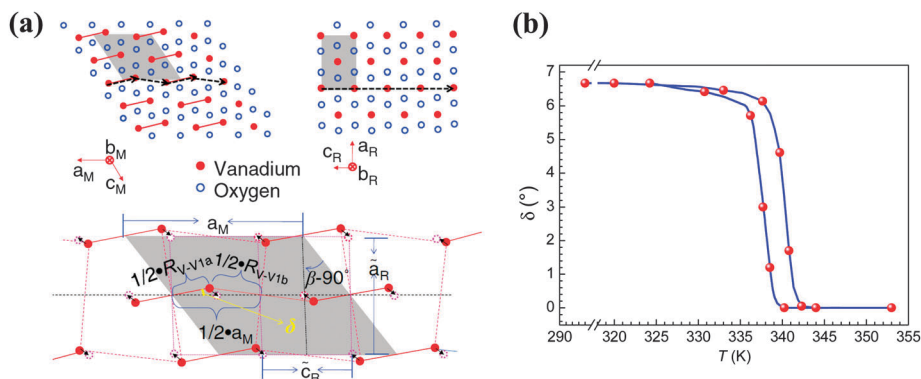 (a)
b_M
a_M
c_M
Vanadium
Oxygen
a_R
c_R
b_R
a_M
1/2•R_V-V1a
1/2•R_V-V1b
β-90°
ã_R
δ
1/2•a_M
c̃_R
(b)
7
6
5
4
3
2
1
0
δ (°)
290 320 325 330 335 340 345 350 355
T (K)